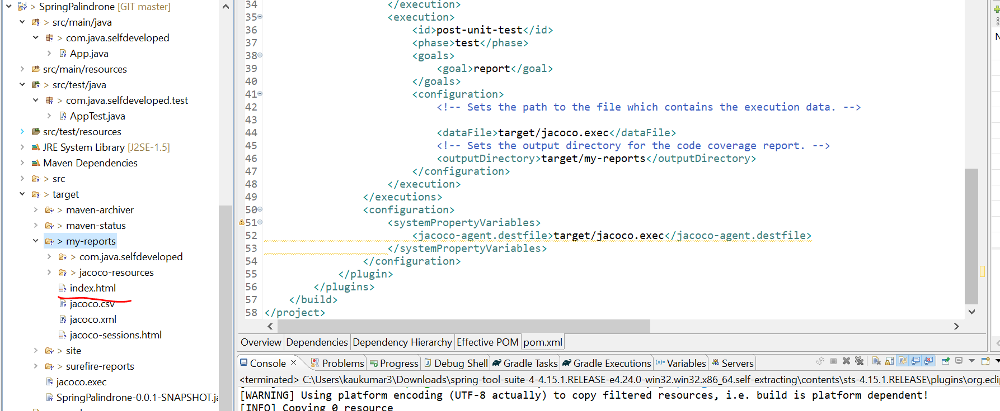 SpringPalindrone [GIT master]
src/main/java
com.java.selfdeveloped
App.java
src/main/resources
src/test/java
com.java.selfdeveloped.test
AppTest.java
src/test/resources
JRE System Library [J2SE-1.5]
Maven Dependencies
src
target
maven-archiver
maven-status
my-reports
com.java.selfdeveloped
jacoco-resources
index.html
jacoco.csv
jacoco.xml
jacoco-sessions.html
site
surefire-reports
jacoco.exec
SpringPalindrone-0.0.1-SNAPSHOT.ja
34 </execution>
35 <execution>
36 <id>post-unit-test</id>
37 <phase>test</phase>
38 <goals>
39 <goal>report</goal>
40 </goals>
41 <configuration>
42 <!-- Sets the path to the file which contains the execution data. -->
43
44 <dataFile>target/jacoco.exec</dataFile>
45 <!-- Sets the output directory for the code coverage report. -->
46 <outputDirectory>target/my-reports</outputDirectory>
47 </configuration>
48 </execution>
49 </executions>
50 <configuration>
51 <systemPropertyVariables>
52 <jacoco-agent.destfile>target/jacoco.exec</jacoco-agent.destfile>
53 </systemPropertyVariables>
54 </configuration>
55 </plugin>
56 </plugins>
57 </build>
58 </project>
Overview Dependencies Dependency Hierarchy Effective POM pom.xml
Console Problems Progress Debug Shell Gradle Tasks Gradle Executions Variables Servers
<terminated> C:\Users\kaukumar3\Downloads\spring-tool-suite-4-4.15.1.RELEASE-e4.24.0-win32.win32.x86_64.self-extracting\contents\sts-4.15.1.RELEASE\plugins\org.eclip
[WARNING] Using platform encoding (UTF-8 actually) to copy filtered resources, i.e. build is platform dependent!
[INFO] Copying 0 resource